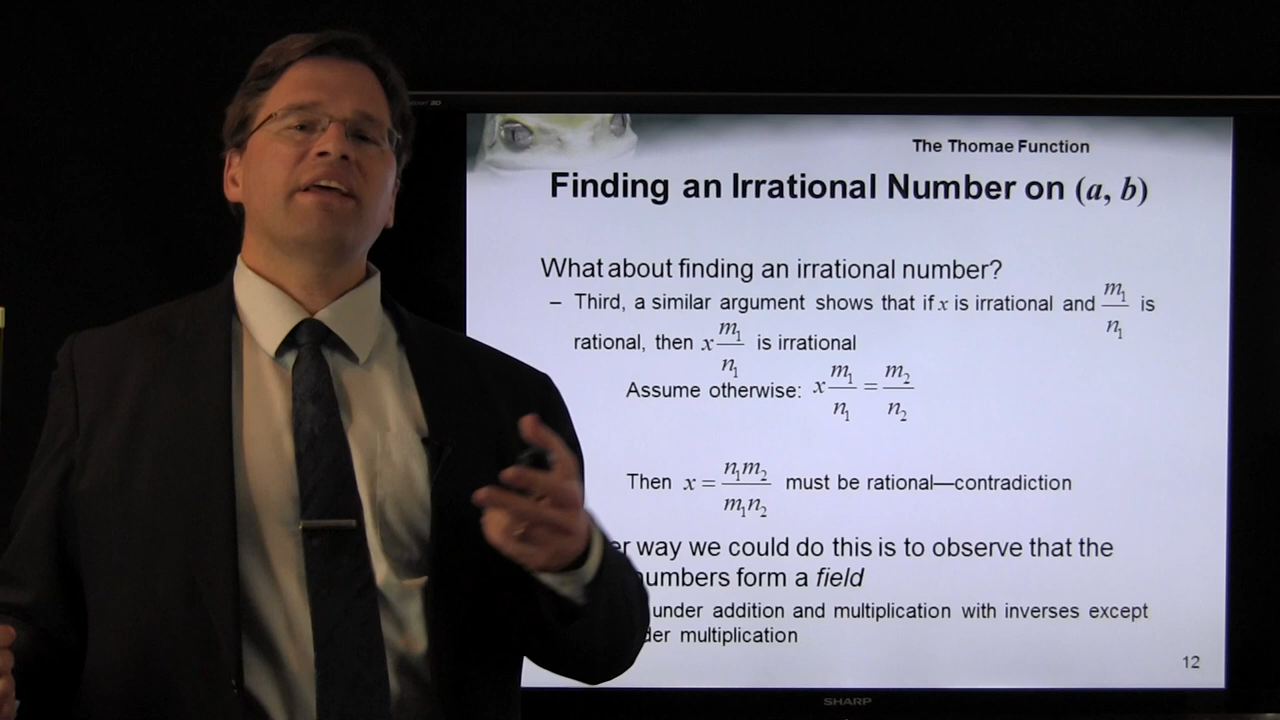 The Thomae Function
Finding an Irrational Number on (a, b)
What about finding an irrational number?
– Third, a similar argument shows that if x is irrational and m₁/n₁ is
rational, then x m₁/n₁ is irrational
Assume otherwise: x m₁/n₁ = m₂/n₂
Then x = n₁m₂/m₁n₂ must be rational—contradiction
way we could do this is to observe that the
numbers form a field
under addition and multiplication with inverses except
multiplication
12
SHARP